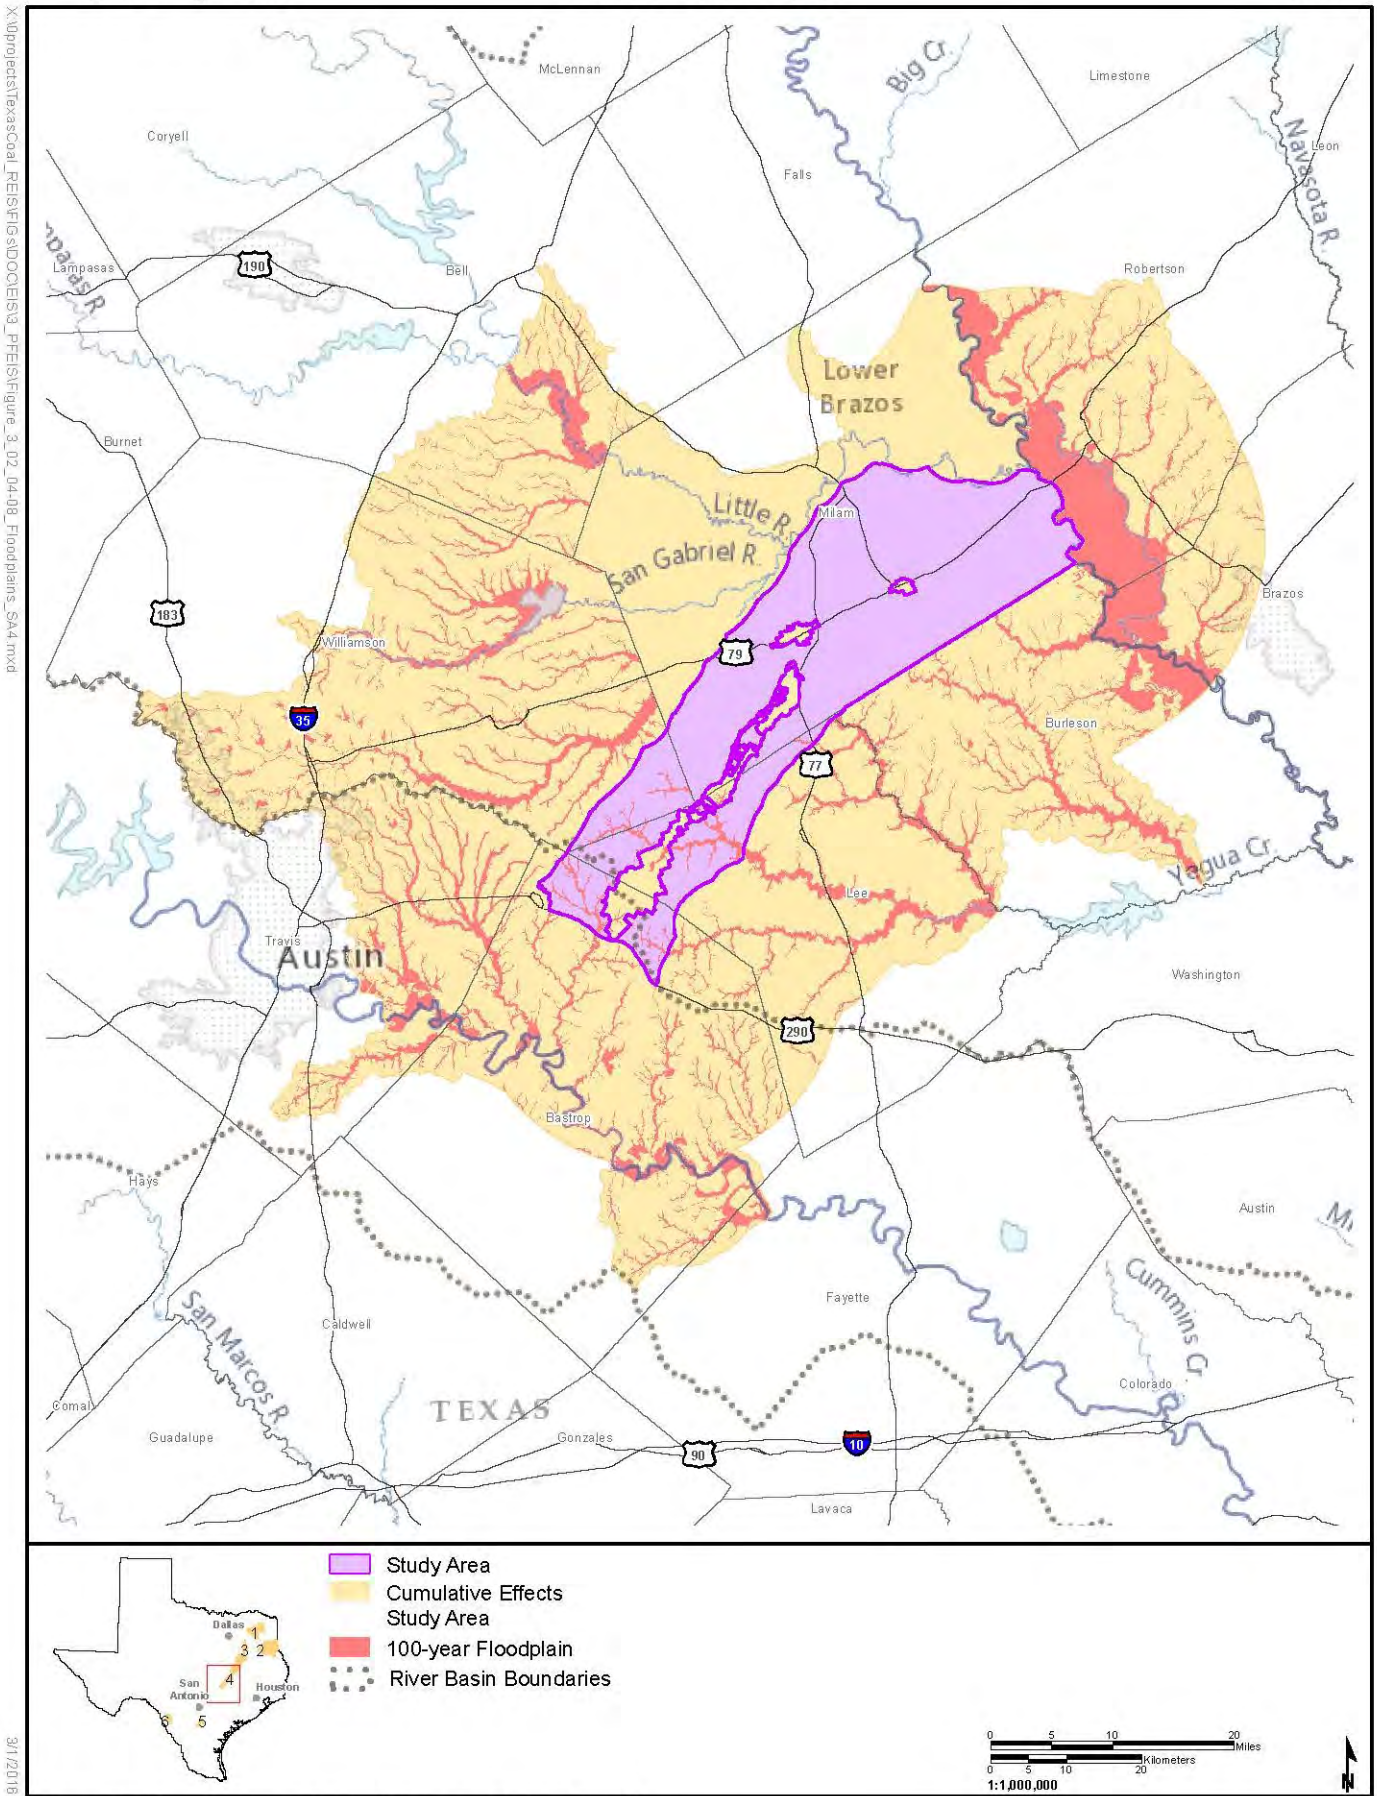 X:\0projects\TexasCoal_REIS\FIGs\DOC\EIS\3_PFEIS\Figure_3_02_04-08_Floodplains_SA4.mxd
McLennan
Big Cr.
Limestone
Coryell
Falls
Navasota R.
Leon
Lampasas
190
Bell
Robertson
Lower
Brazos
Burnet
Little R.
Milam
San Gabriel R.
183
Williamson
79
Brazos
35
Burleson
77
Yagua Cr.
Lee
Travis
Austin
Washington
290
Bastrop
Hays
Austin
Cummins Cr.
Fayette
San Marcos R.
Caldwell
Colorado
Comal
TEXAS
Guadalupe
Gonzales
90
10
Lavaca
Study Area
Cumulative Effects
Study Area
100-year Floodplain
River Basin Boundaries
Dallas
1
3 2
4
San
Antonio
Houston
6
5
0 5 10 20
Miles
Kilometers
0 5 10 20
1:1,000,000
N
3/1/2016